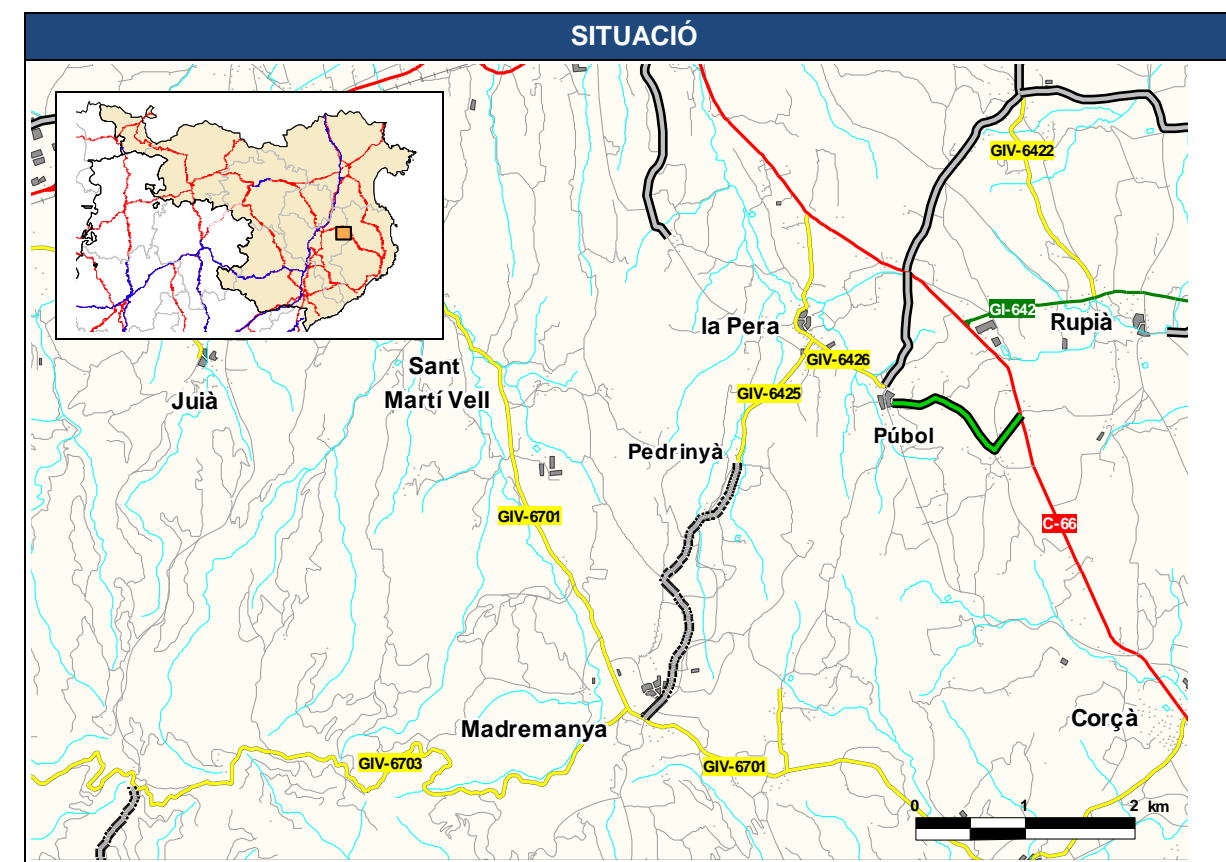 SITUACIÓ
GIV-6422
GI-642
Rupià
la Pera
GIV-6426
Sant
Martí Vell
Juià
GIV-6425
Púbol
Pedrinyà
GIV-6701
C-66
Corçà
Madremanya
GIV-6703
GIV-6701
0 1 2 km